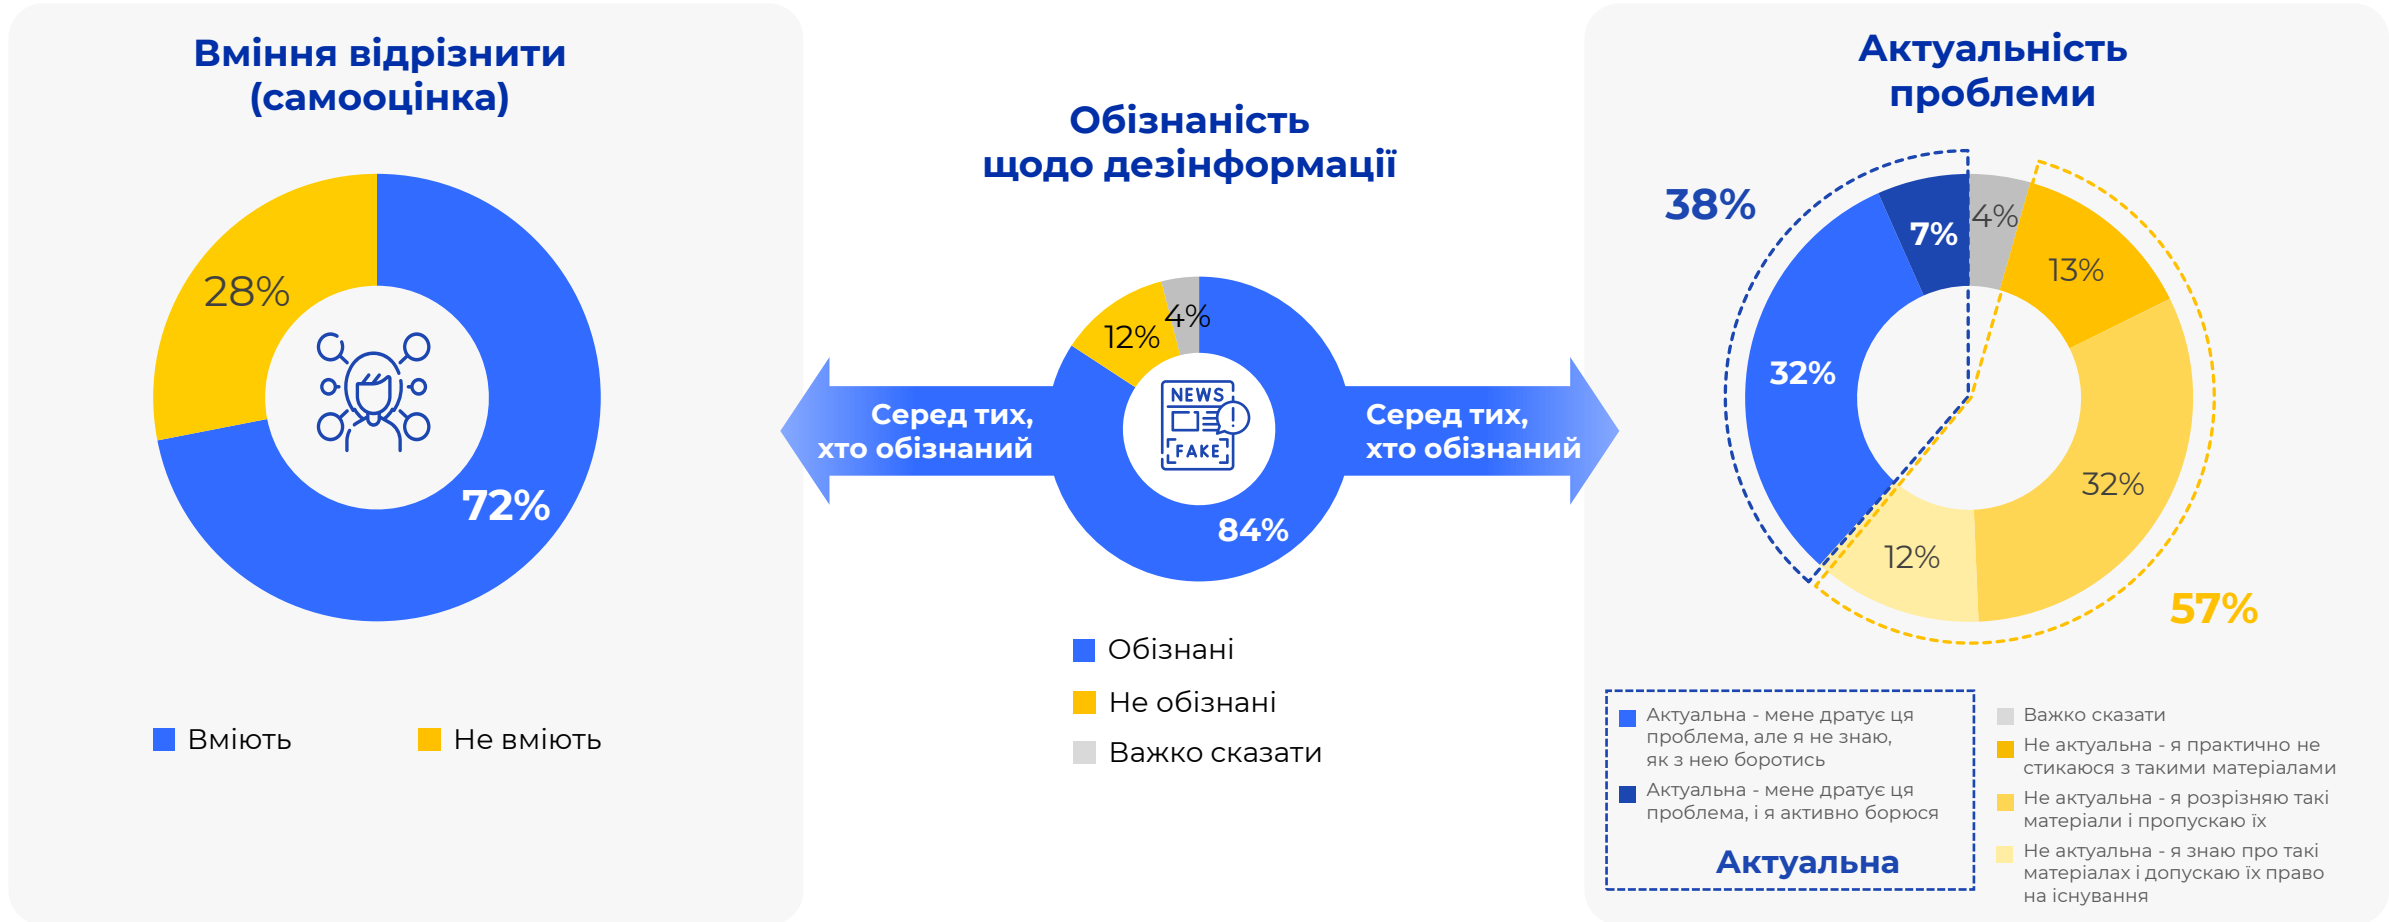 Вміння відрізнити
(самооцінка)
28%
72%
Вміють
Не вміють
Обізнаність
щодо дезінформації
4%
12%
84%
NEWS
FAKE
Серед тих,
хто обізнаний
Серед тих,
хто обізнаний
Обізнані
Не обізнані
Важко сказати
Актуальність
проблеми
38%
7%
4%
13%
32%
32%
12%
57%
Актуальна - мене дратує ця
проблема, але я не знаю,
як з нею боротись
Актуальна - мене дратує ця
проблема, і я активно борюся
Актуальна
Важко сказати
Не актуальна - я практично не
стикаюся з такими матеріалами
Не актуальна - я розрізняю такі
матеріали і пропускаю їх
Не актуальна - я знаю про такі
матеріалах і допускаю їх право
на існування